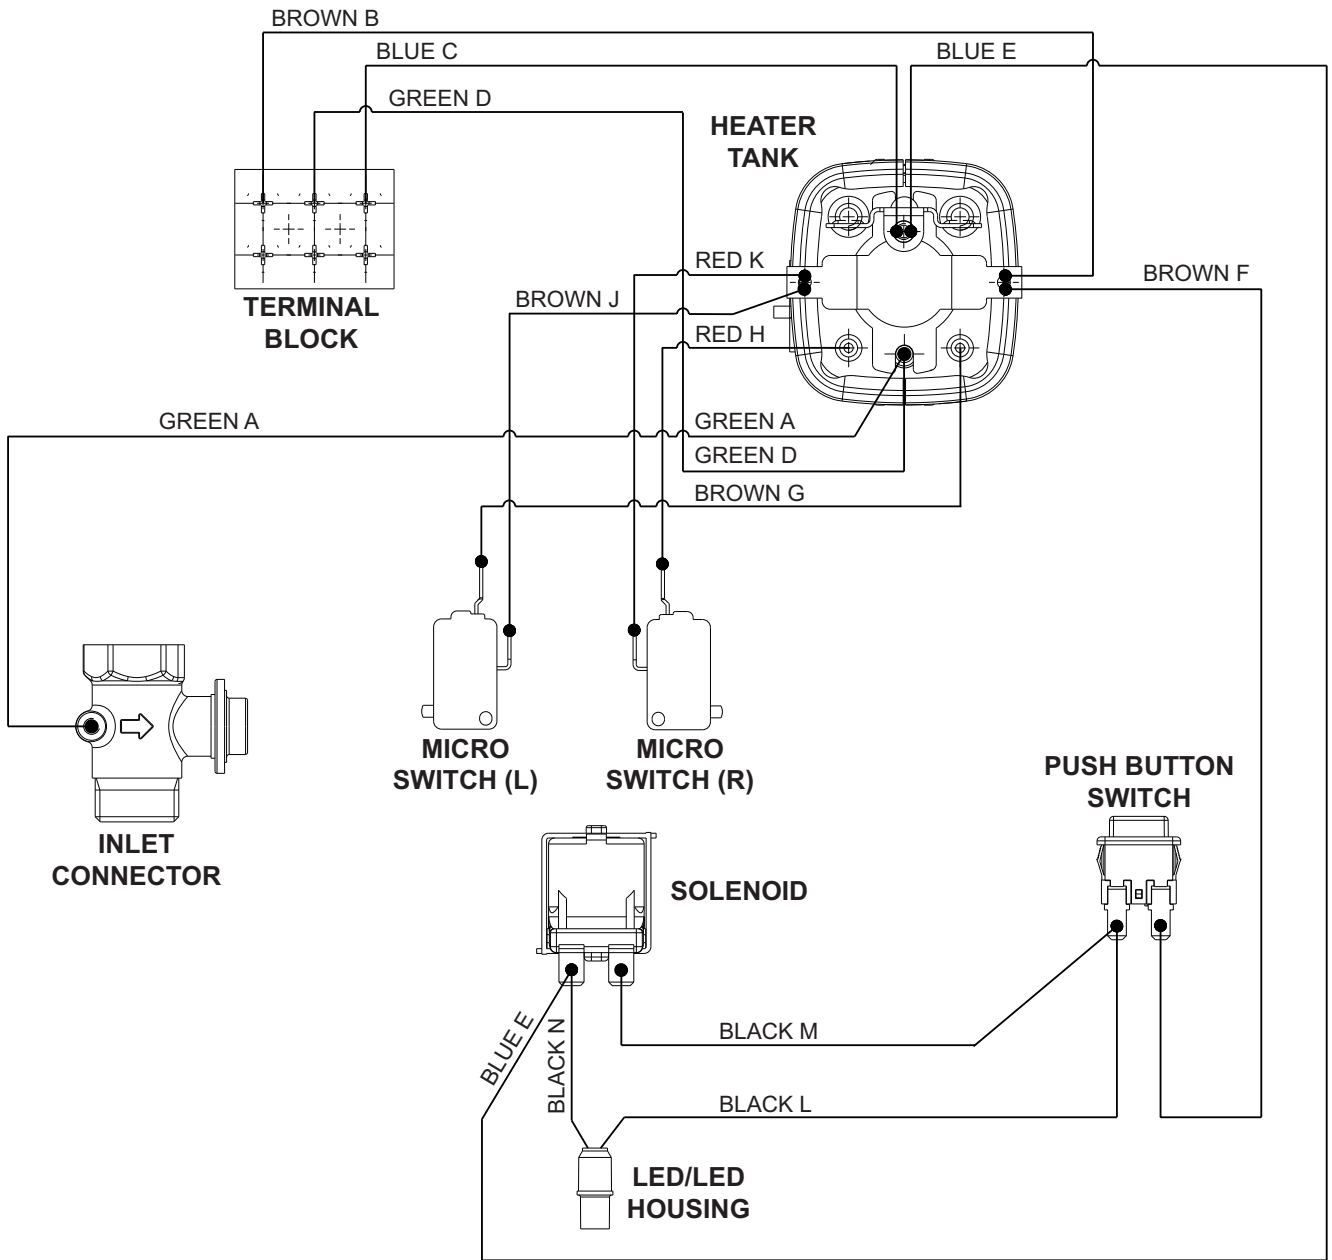 BROWN B
BLUE C
BLUE E
GREEN D
HEATER
TANK
RED K
BROWN F
BROWN J
TERMINAL
BLOCK
RED H
GREEN A
GREEN A
GREEN D
BROWN G
MICRO
SWITCH (L)
MICRO
SWITCH (R)
PUSH BUTTON
SWITCH
INLET
CONNECTOR
SOLENOID
BLUE E
BLACK N
BLACK M
BLACK L
LED/LED
HOUSING